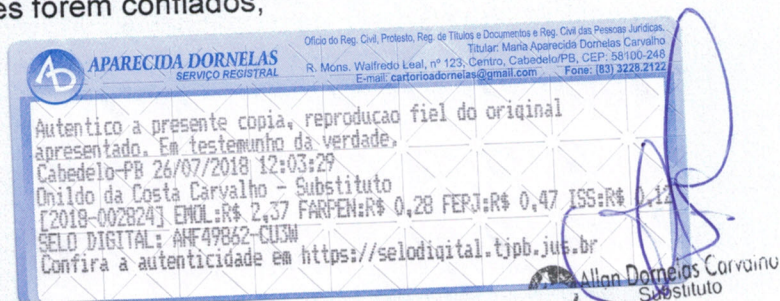 es forem confiados,
AD
APARECIDA DORNELAS
SERVIÇO REGISTRAL
Oficio do Reg. Civil, Protesto, Reg. de Títulos e Documentos e Reg. Civil das Pessoas Jurídicas.
Titular: Maria Aparecida Dornelas Carvalho
R. Mons. Walfredo Leal, nº 123, Centro, Cabedelo/PB, CEP: 58100-248
E-mail: cartorioadornelas@gmail.com Fone: (83) 3228.2122
Autentico a presente copia, reproducao fiel do original
apresentado. Em testemunho da verdade.
Cabedelo-PB 26/07/2018 12:03:29
Onildo da Costa Carvalho - Substituto
[2018-002824] EMOL:R$ 2,37 FARPEN:R$ 0,28 FEPJ:R$ 0,47 ISS:R$ 0,12
SELO DIGITAL: AHF49862-CU3W
Confira a autenticidade em https://selodigital.tjpb.jus.br
Allan Dornelas Carvalho
Substituto